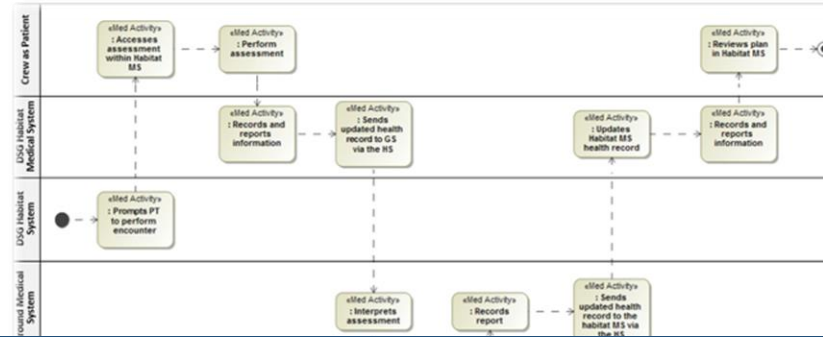 Crew as Patient
«Med Activity»
: Accesses
assessment
within Habitat
MS
«Med Activity»
: Perform
assessment
«Med Activity»
: Reviews plan
in Habitat MS
DSG Habitat
Medical System
«Med Activity»
: Records and
reports
information
«Med Activity»
: Sends
updated health
record to GS
via the HS
«Med Activity»
: Updates
Habitat MS
health record
«Med Activity»
: Records and
reports
information
DSG Habitat
System
«Med Activity»
: Prompts PT
to perform
encounter
round Medical
System
«Med Activity»
: Interprets
assessment
«Med Activity»
: Records
report
«Med Activity»
: Sends
updated health
record to the
habitat MS via
the HS